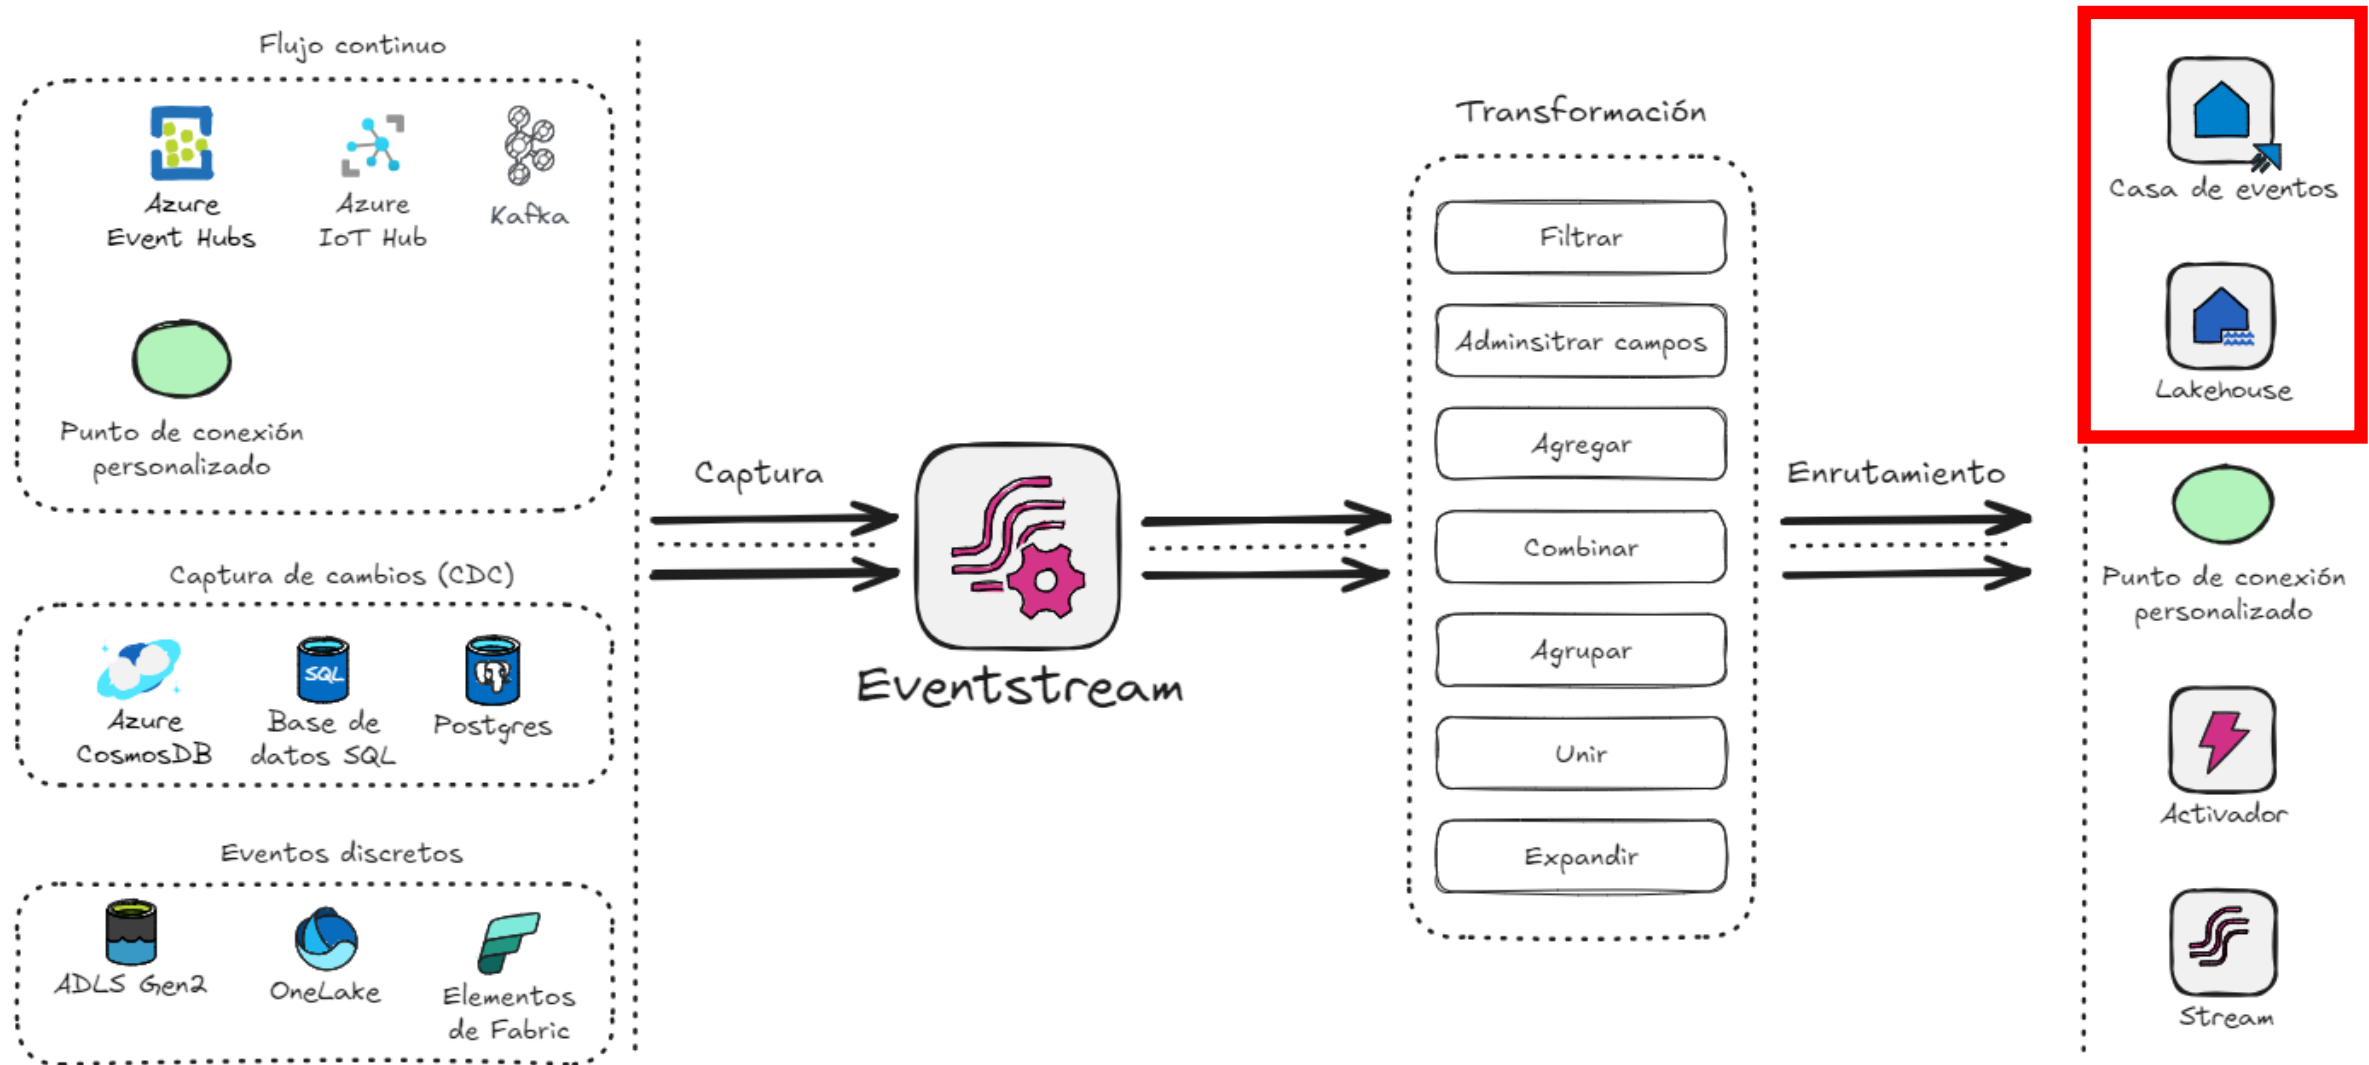 Flujo continuo
Azure
Event Hubs
Azure
IoT Hub
Kafka
Punto de conexión
personalizado
Captura de cambios (CDC)
Azure
CosmosDB
SQL
Base de
datos SQL
Postgres
Eventos discretos
ADLS Gen2
OneLake
Elementos
de Fabric
Captura
Eventstream
Transformación
Filtrar
Adminsitrar campos
Agregar
Combinar
Agrupar
Unir
Expandir
Enrutamiento
Casa de eventos
Lakehouse
Punto de conexión
personalizado
Activador
Stream